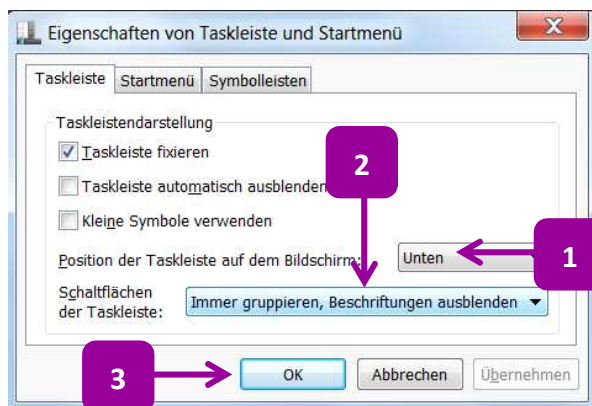 Eigenschaften von Taskleiste und Startmenü
Taskleiste Startmenü Symbolleisten
Taskleistendarstellung
Taskleiste fixieren
2
Taskleiste automatisch ausblenden
Kleine Symbole verwenden
Position der Taskleiste auf dem Bildschirm: Unten 1
Schaltflächen
der Taskleiste: Immer gruppieren, Beschriftungen ausblenden
3 OK Abbrechen Übernehmen